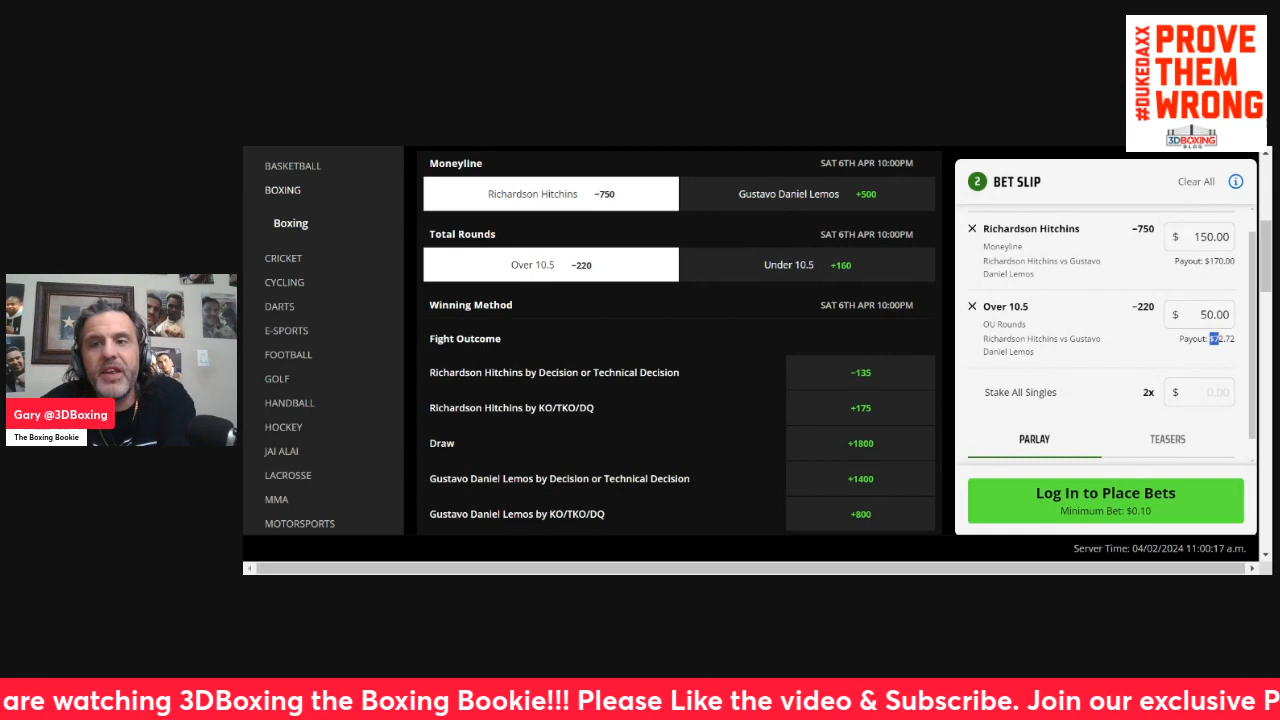 #DUKEDAXX
PROVE
THEM
WRONG
3DBOXING
BLOG
BASKETBALL
BOXING
Boxing
CRICKET
CYCLING
DARTS
E-SPORTS
FOOTBALL
GOLF
HANDBALL
HOCKEY
JAI ALAI
LACROSSE
MMA
MOTORSPORTS
Moneyline SAT 6TH APR 10:00PM
Richardson Hitchins −750 Gustavo Daniel Lemos +500
Total Rounds SAT 6TH APR 10:00PM
Over 10.5 −220 Under 10.5 +160
Winning Method SAT 6TH APR 10:00PM
Fight Outcome
Richardson Hitchins by Decision or Technical Decision −135
Richardson Hitchins by KO/TKO/DQ +175
Draw +1800
Gustavo Daniel Lemos by Decision or Technical Decision +1400
Gustavo Daniel Lemos by KO/TKO/DQ +800
2 BET SLIP Clear All i
Richardson Hitchins −750 $ 150.00
Moneyline
Richardson Hitchins vs Gustavo Payout: $170.00
Daniel Lemos
Over 10.5 −220 $ 50.00
OU Rounds
Richardson Hitchins vs Gustavo Payout: $72.72
Daniel Lemos
Stake All Singles 2x $ 0.00
PARLAY TEASERS
Log In to Place Bets
Minimum Bet: $0.10
Server Time: 04/02/2024 11:00:17 a.m.
Gary @3DBoxing
The Boxing Bookie
are watching 3DBoxing the Boxing Bookie!!! Please Like the video & Subscribe. Join our exclusive P